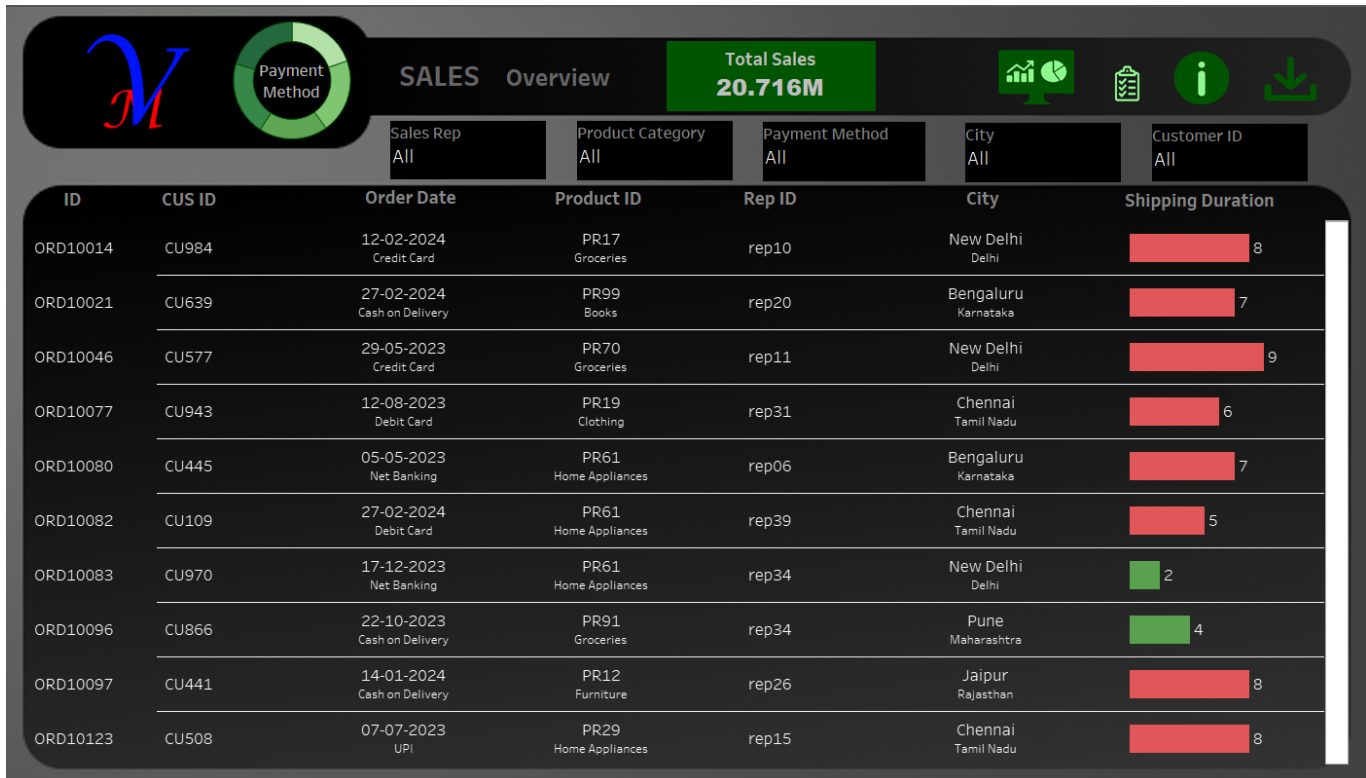 VM
Payment
Method
SALES Overview
Total Sales
20.716M
i
Sales Rep
All
Product Category
All
Payment Method
All
City
All
Customer ID
All
ID CUS ID Order Date Product ID Rep ID City Shipping Duration
ORD10014 CU984 12-02-2024 PR17 rep10 New Delhi 8
Credit Card Groceries Delhi
ORD10021 CU639 27-02-2024 PR99 rep20 Bengaluru 7
Cash on Delivery Books Karnataka
ORD10046 CU577 29-05-2023 PR70 rep11 New Delhi 9
Credit Card Groceries Delhi
ORD10077 CU943 12-08-2023 PR19 rep31 Chennai 6
Debit Card Clothing Tamil Nadu
ORD10080 CU445 05-05-2023 PR61 rep06 Bengaluru 7
Net Banking Home Appliances Karnataka
ORD10082 CU109 27-02-2024 PR61 rep39 Chennai 5
Debit Card Home Appliances Tamil Nadu
ORD10083 CU970 17-12-2023 PR61 rep34 New Delhi 2
Net Banking Home Appliances Delhi
ORD10096 CU866 22-10-2023 PR91 rep34 Pune 4
Cash on Delivery Groceries Maharashtra
ORD10097 CU441 14-01-2024 PR12 rep26 Jaipur 8
Cash on Delivery Furniture Rajasthan
ORD10123 CU508 07-07-2023 PR29 rep15 Chennai 8
UPI Home Appliances Tamil Nadu